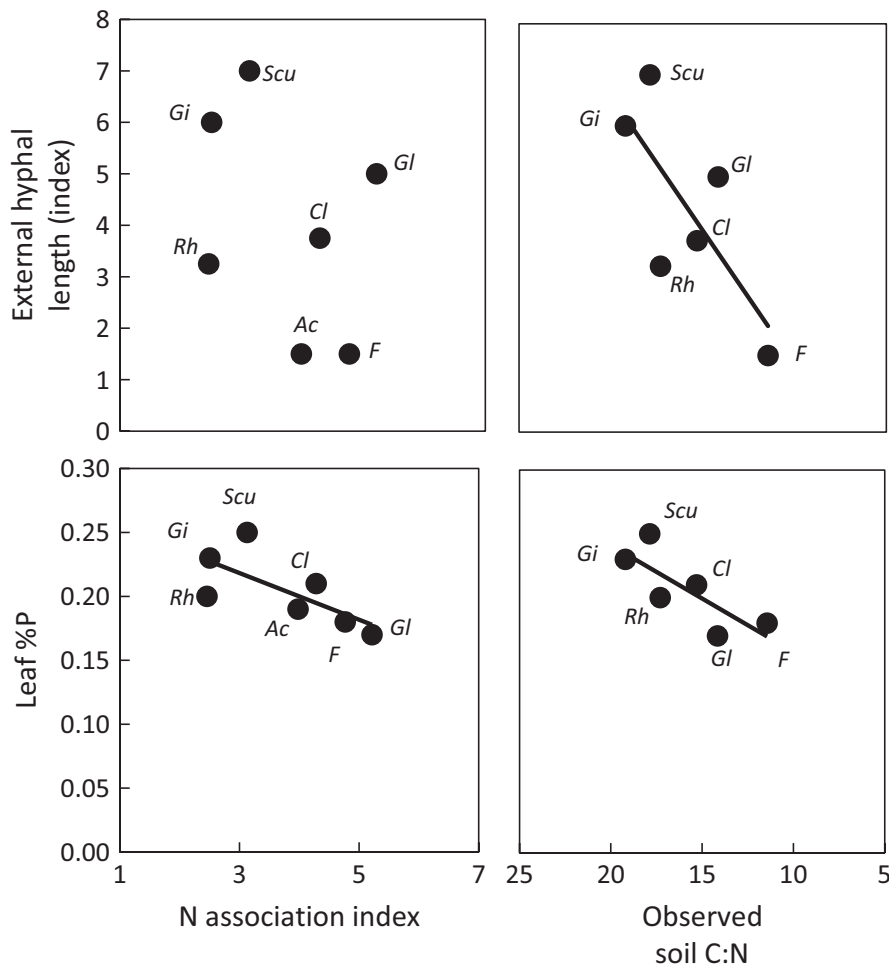 External hyphal
length (index)
8
7
6
5
4
3
2
1
0
Scu
Gi
Gl
Cl
Rh
Ac
F
Scu
Gi
Gl
Cl
Rh
F
Leaf %P
0.30
0.25
0.20
0.15
0.10
0.05
0.00
Scu
Gi
Cl
Rh
Ac
Gl
F
1
3
5
7
N association index
Scu
Gi
Cl
Rh
Gl
F
25
20
15
10
5
Observed
soil C:N